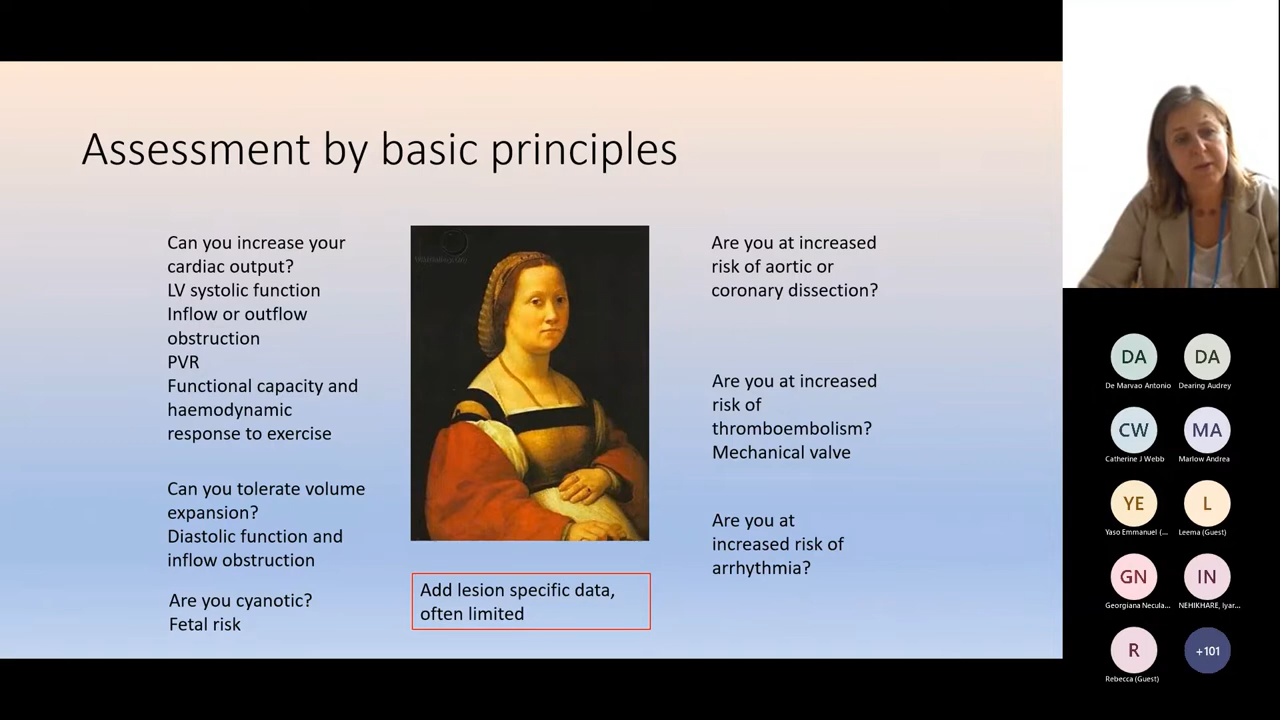 Assessment by basic principles
Can you increase your
cardiac output?
LV systolic function
Inflow or outflow
obstruction
PVR
Functional capacity and
haemodynamic
response to exercise
Can you tolerate volume
expansion?
Diastolic function and
inflow obstruction
Are you cyanotic?
Fetal risk
Add lesion specific data,
often limited
Are you at increased
risk of aortic or
coronary dissection?
Are you at increased
risk of
thromboembolism?
Mechanical valve
Are you at
increased risk of
arrhythmia?
DA
De Marvao Antonio
DA
Dearing Audrey
CW
Catherine J Webb
MA
Marlow Andrea
YE
Yaso Emmanuel (...
L
Leema (Guest)
GN
Georgiana Necula...
IN
NEHIKHARE, Iyar...
R
Rebecca (Guest)
+101